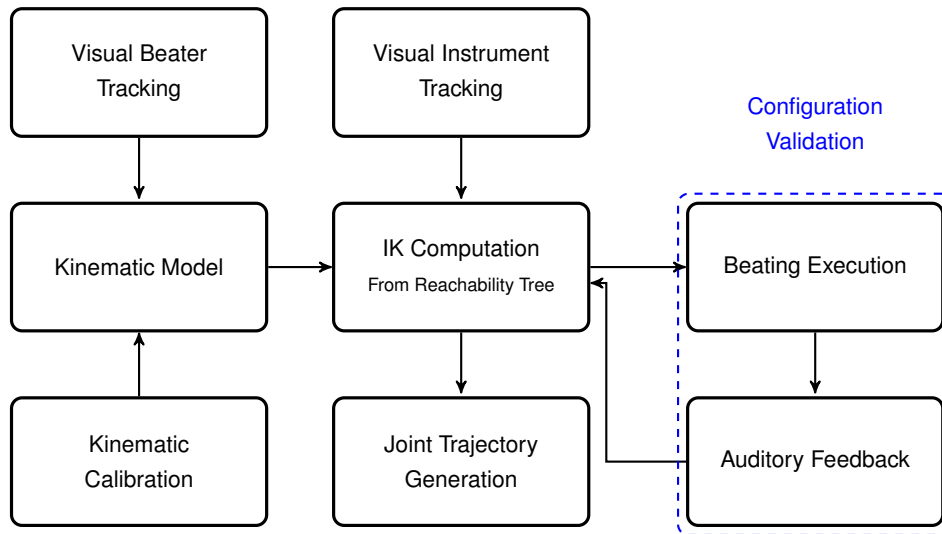 Visual Beater
Tracking
Visual Instrument
Tracking
Configuration
Validation
Kinematic Model
IK Computation
From Reachability Tree
Beating Execution
Kinematic
Calibration
Joint Trajectory
Generation
Auditory Feedback